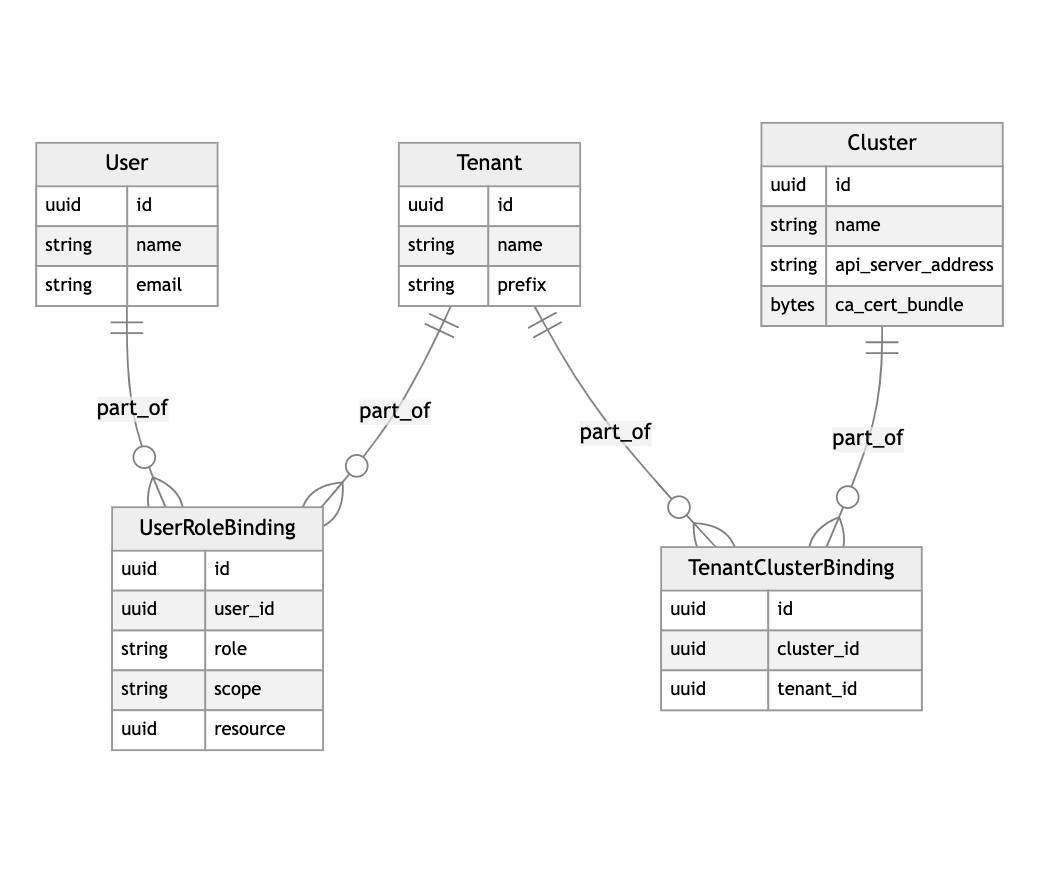 User
uuid id
string name
string email
Tenant
uuid id
string name
string prefix
Cluster
uuid id
string name
string api_server_address
bytes ca_cert_bundle
part_of
part_of
part_of
part_of
UserRoleBinding
uuid id
uuid user_id
string role
string scope
uuid resource
TenantClusterBinding
uuid id
uuid cluster_id
uuid tenant_id